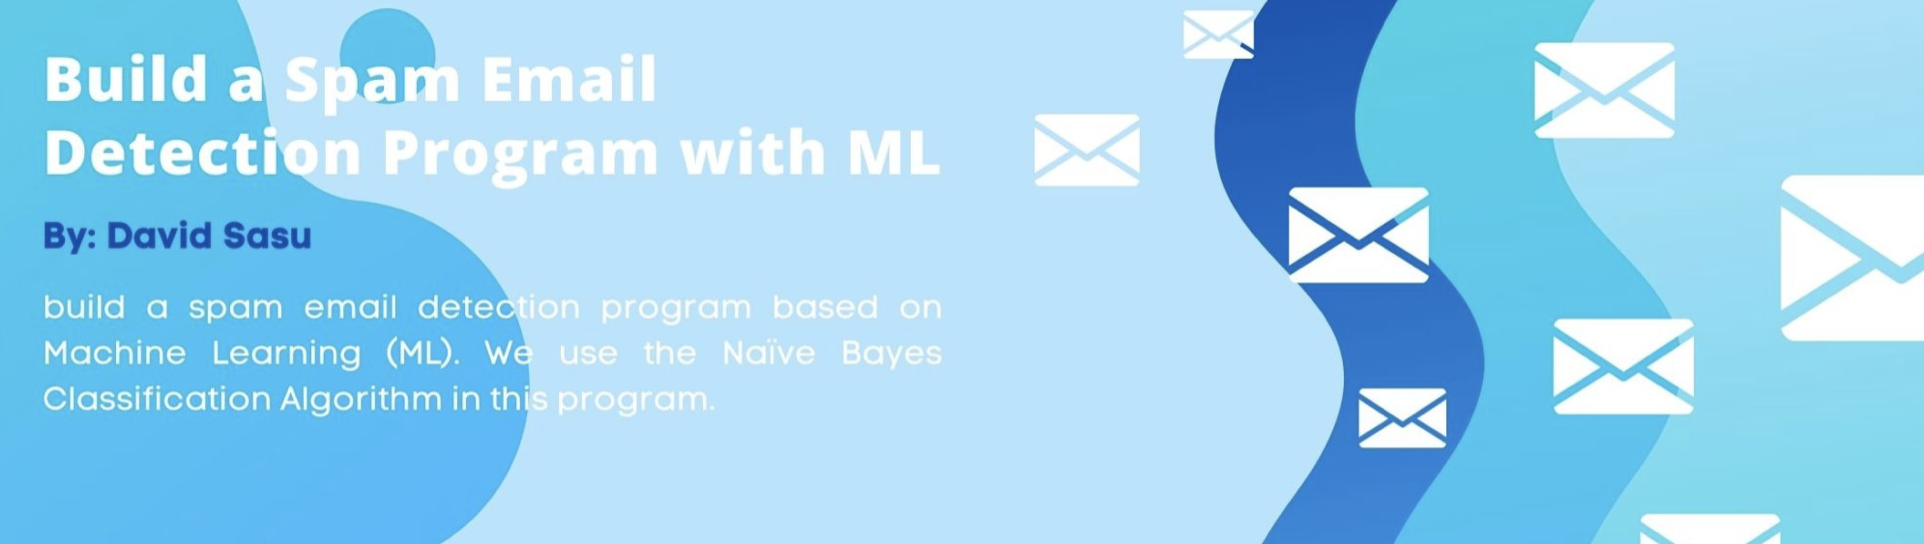 Build a Spam Email
Detection Program with ML
By: David Sasu
build a spam email detection program based on
Machine Learning (ML). We use the Naïve Bayes
Classification Algorithm in this program.